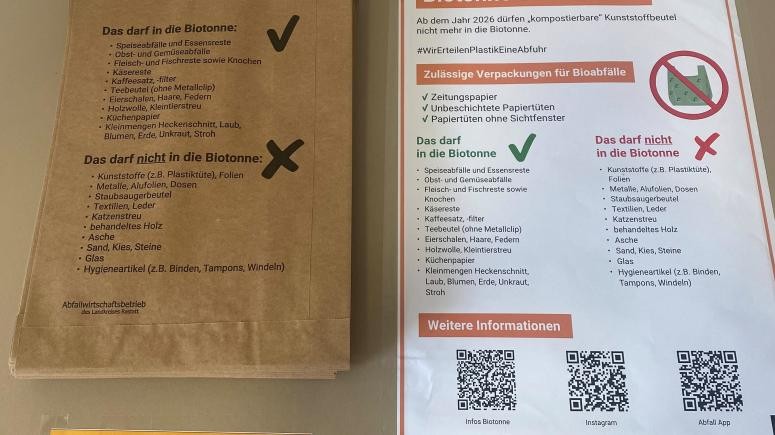 Das darf in die Biotonne:
• Speiseabfälle und Essensreste
• Obst- und Gemüseabfälle
• Fleisch- und Fischreste sowie Knochen
• Käsereste
• Kaffeesatz, -filter
• Teebeutel (ohne Metallclip)
• Eierschalen, Haare, Federn
• Holzwolle, Kleintierstreu
• Küchenpapier
• Kleinmengen Heckenschnitt, Laub,
Blumen, Erde, Unkraut, Stroh
Das darf nicht in die Biotonne:
• Kunststoffe (z.B. Plastiktüte), Folien
• Metalle, Alufolien, Dosen
• Staubsaugerbeutel
• Textilien, Leder
• Katzenstreu
• behandeltes Holz
• Asche
• Sand, Kies, Steine
• Glas
• Hygieneartikel (z.B. Binden, Tampons, Windeln)
Abfallwirtschaftsbetrieb
des Landkreises Rastatt
Ab dem Jahr 2026 dürfen „kompostierbare“ Kunststoffbeutel
nicht mehr in die Biotonne.
#WirErteilenPlastikEineAbfuhr
Zulässige Verpackungen für Bioabfälle
✓ Zeitungspapier
✓ Unbeschichtete Papiertüten
✓ Papiertüten ohne Sichtfenster
Das darf
in die Biotonne
• Speiseabfälle und Essensreste
• Obst- und Gemüseabfälle
• Fleisch- und Fischreste sowie
Knochen
• Käsereste
• Kaffeesatz, -filter
• Teebeutel (ohne Metallclip)
• Eierschalen, Haare, Federn
• Holzwolle, Kleintierstreu
• Küchenpapier
• Kleinmengen Heckenschnitt,
Laub, Blumen, Erde, Unkraut,
Stroh
Das darf nicht
in die Biotonne
• Kunststoffe (z.B. Plastiktüte),
Folien
• Metalle, Alufolien, Dosen
• Staubsaugerbeutel
• Textilien, Leder
• Katzenstreu
• behandeltes Holz
• Asche
• Sand, Kies, Steine
• Glas
• Hygieneartikel (z.B. Binden,
Tampons, Windeln)
Weitere Informationen
Infos Biotonne
Instagram
Abfall App